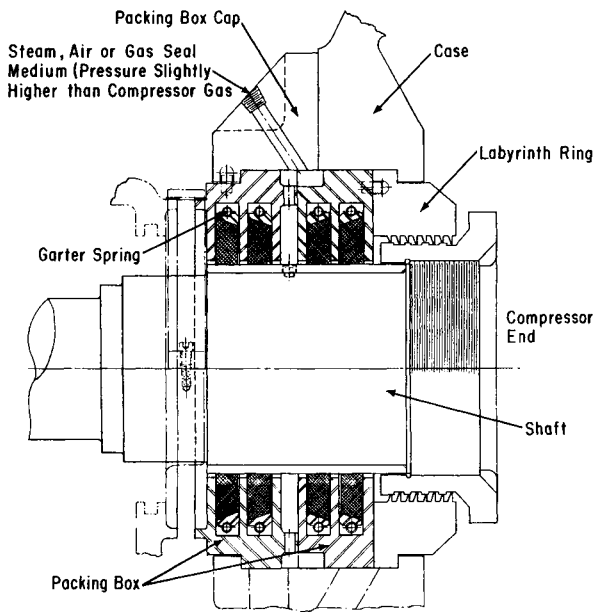 Packing Box Cap
Steam, Air or Gas Seal
Medium (Pressure Slightly
Higher than Compressor Gas
Case
Labyrinth Ring
Garter Spring
Compressor
End
Shaft
Packing Box